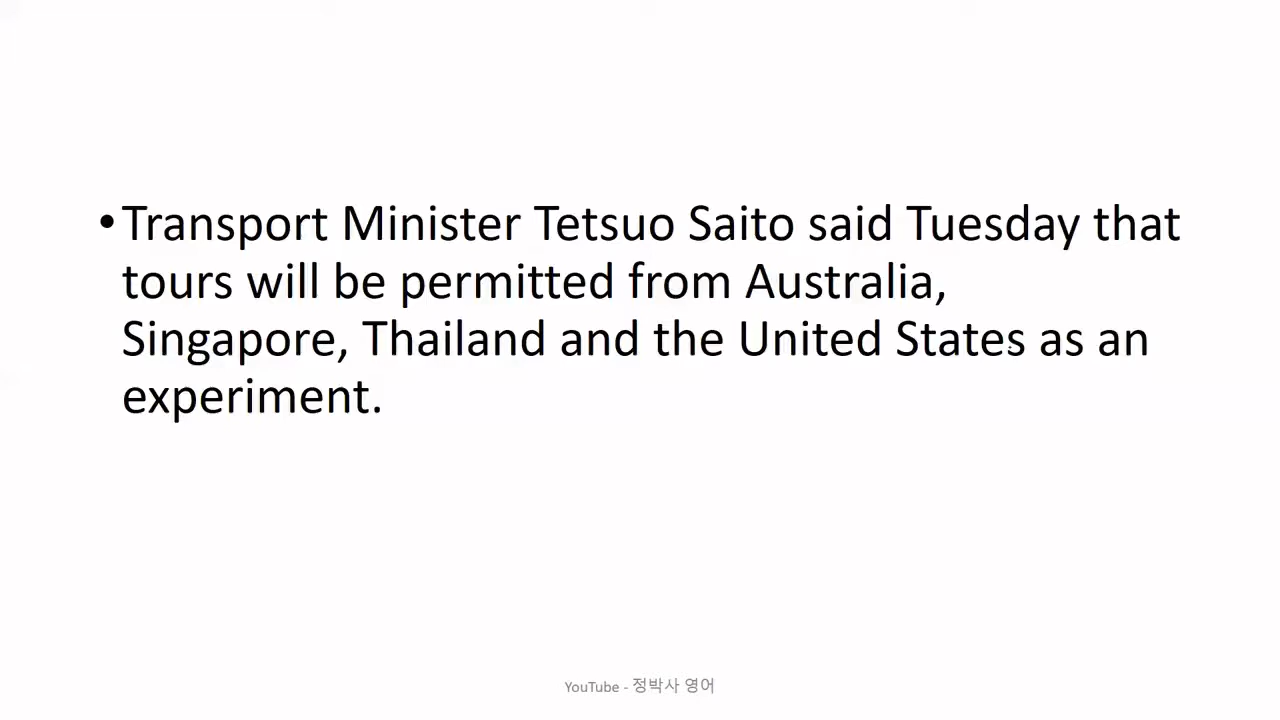 •Transport Minister Tetsuo Saito said Tuesday that
tours will be permitted from Australia,
Singapore, Thailand and the United States as an
experiment.
YouTube - 정박사 영어